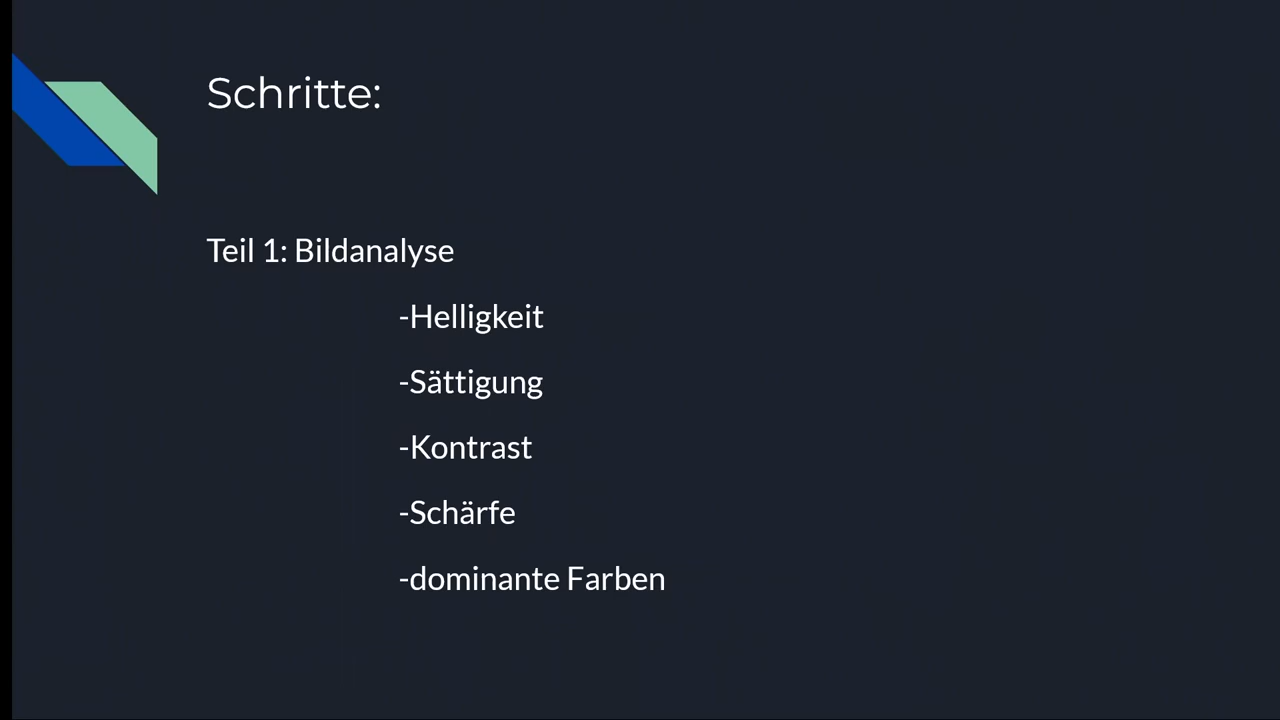 Schritte:
Teil 1: Bildanalyse
-Helligkeit
-Sättigung
-Kontrast
-Schärfe
-dominante Farben